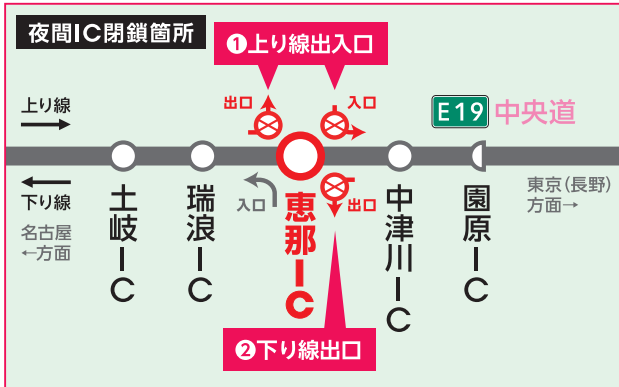 夜間IC閉鎖箇所
❶上り線出入口
出口
入口
上り線
E19 中央道
下り線
入口
出口
東京(長野)
方面→
名古屋
←方面
土岐IC
瑞浪IC
恵那IC
中津川IC
園原IC
❷下り線出口